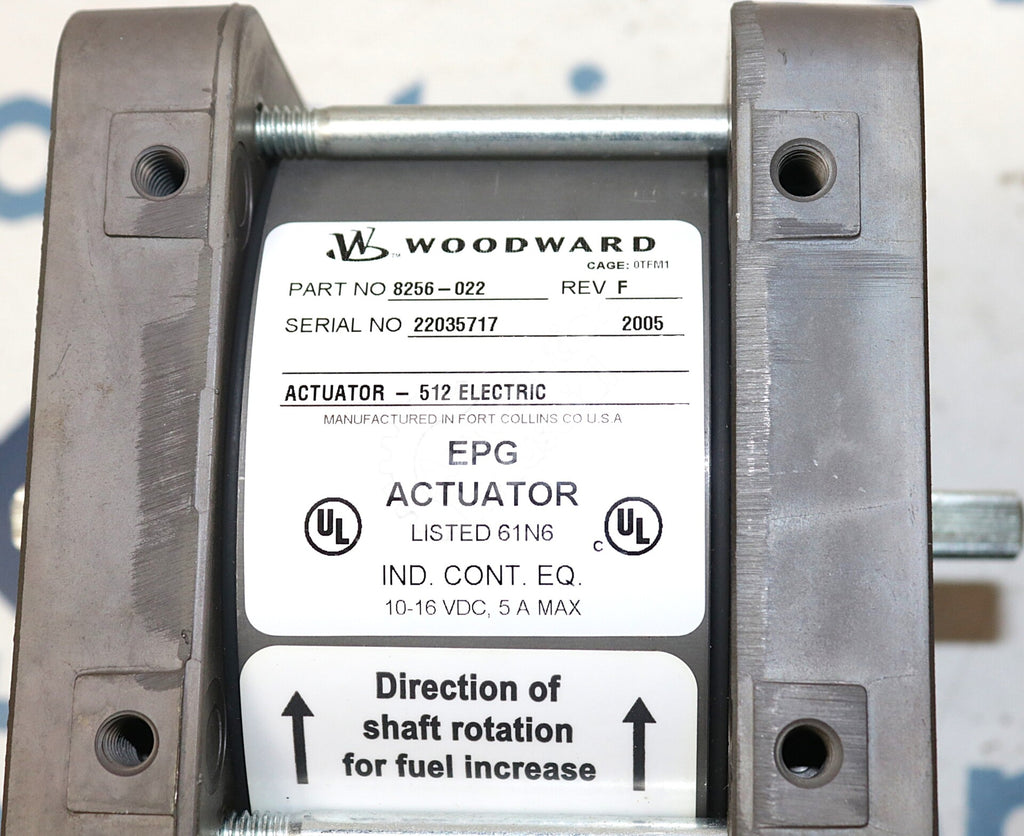 WOODWARD
CAGE: 0TFM1
PART NO 8256-022 REV F
SERIAL NO 22035717 2005
ACTUATOR - 512 ELECTRIC
MANUFACTURED IN FORT COLLINS CO U.S.A
EPG
ACTUATOR
UL LISTED 61N6 c UL
IND. CONT. EQ.
10-16 VDC, 5 A MAX
Direction of
shaft rotation
for fuel increase